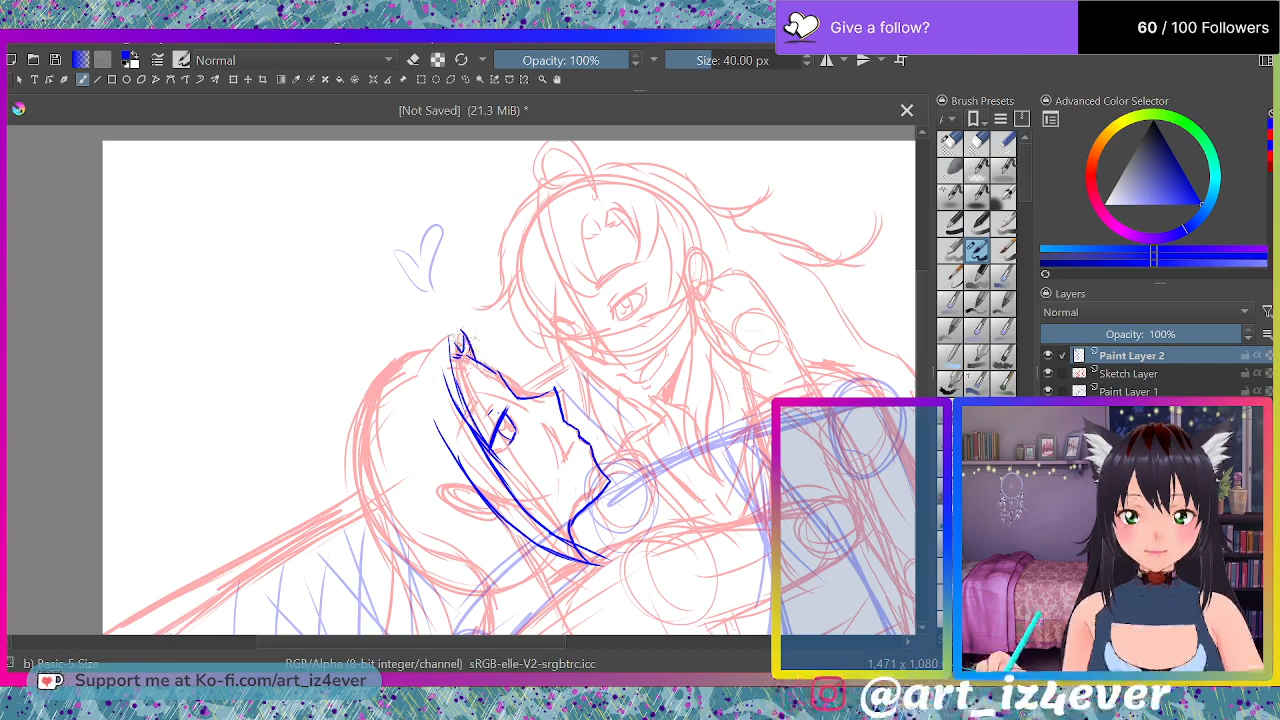 Give a follow?
60 / 100 Followers
Normal
Opacity: 100%
Size: 40.00 px
[Not Saved] (21.3 MiB) *
Brush Presets
Advanced Color Selector
Layers
Normal
Opacity: 100%
Paint Layer 2
Sketch Layer
Paint Layer 1
b) Basic-5 Size
RGB/Alpha (8-bit integer/channel) sRGB-elle-V2-srgbtrc.icc
1,471 x 1,080
Support me at Ko-fi.com/art_iz4ever
@art_iz4ever